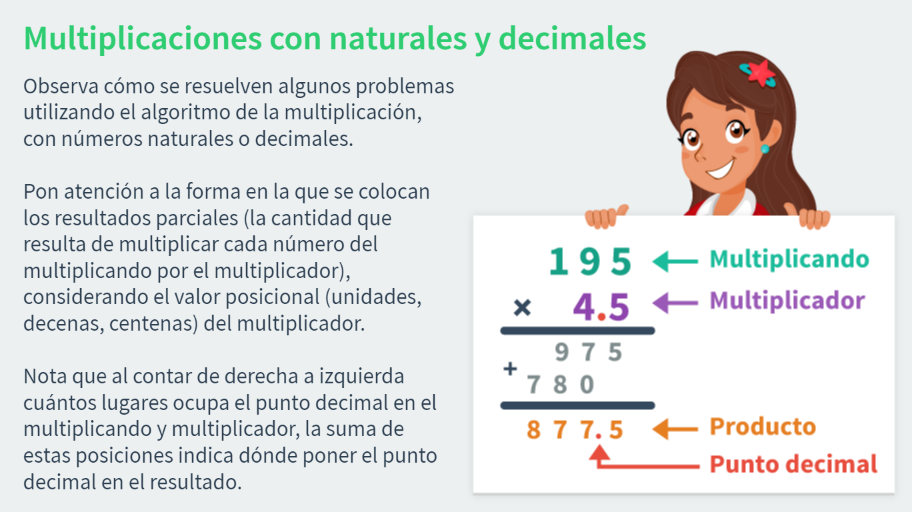 Multiplicaciones con naturales y decimales
Observa cómo se resuelven algunos problemas
utilizando el algoritmo de la multiplicación,
con números naturales o decimales.
Pon atención a la forma en la que se colocan
los resultados parciales (la cantidad que
resulta de multiplicar cada número del
multiplicando por el multiplicador),
considerando el valor posicional (unidades,
decenas, centenas) del multiplicador.
Nota que al contar de derecha a izquierda
cuántos lugares ocupa el punto decimal en el
multiplicando y multiplicador, la suma de
estas posiciones indica dónde poner el punto
decimal en el resultado.
195 Multiplicando
× 4.5 Multiplicador
975
+ 780
877.5 Producto
Punto decimal